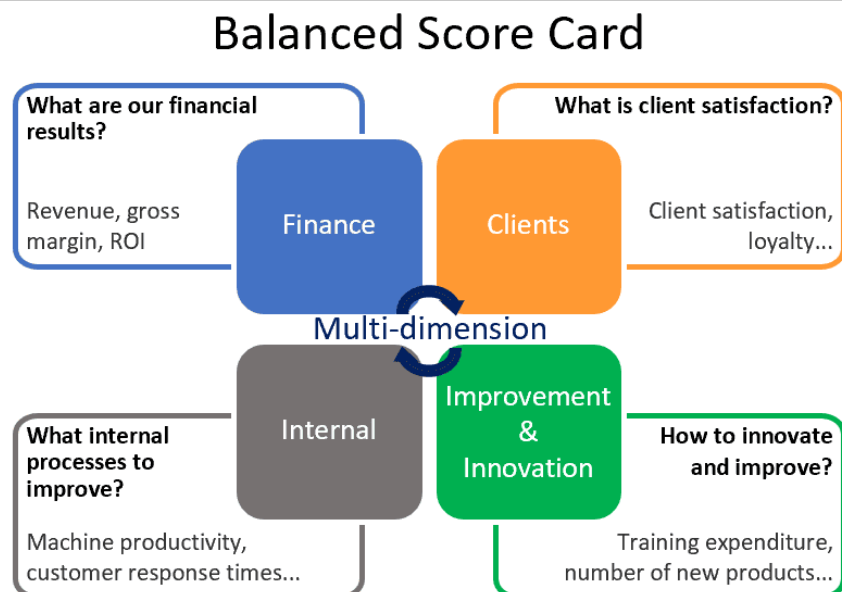 Balanced Score Card
What are our financial
results?
Revenue, gross
margin, ROI
Finance
What is client satisfaction?
Client satisfaction,
loyalty...
Clients
Multi-dimension
What internal
processes to
improve?
Machine productivity,
customer response times...
Internal
Improvement
&
Innovation
How to innovate
and improve?
Training expenditure,
number of new products...